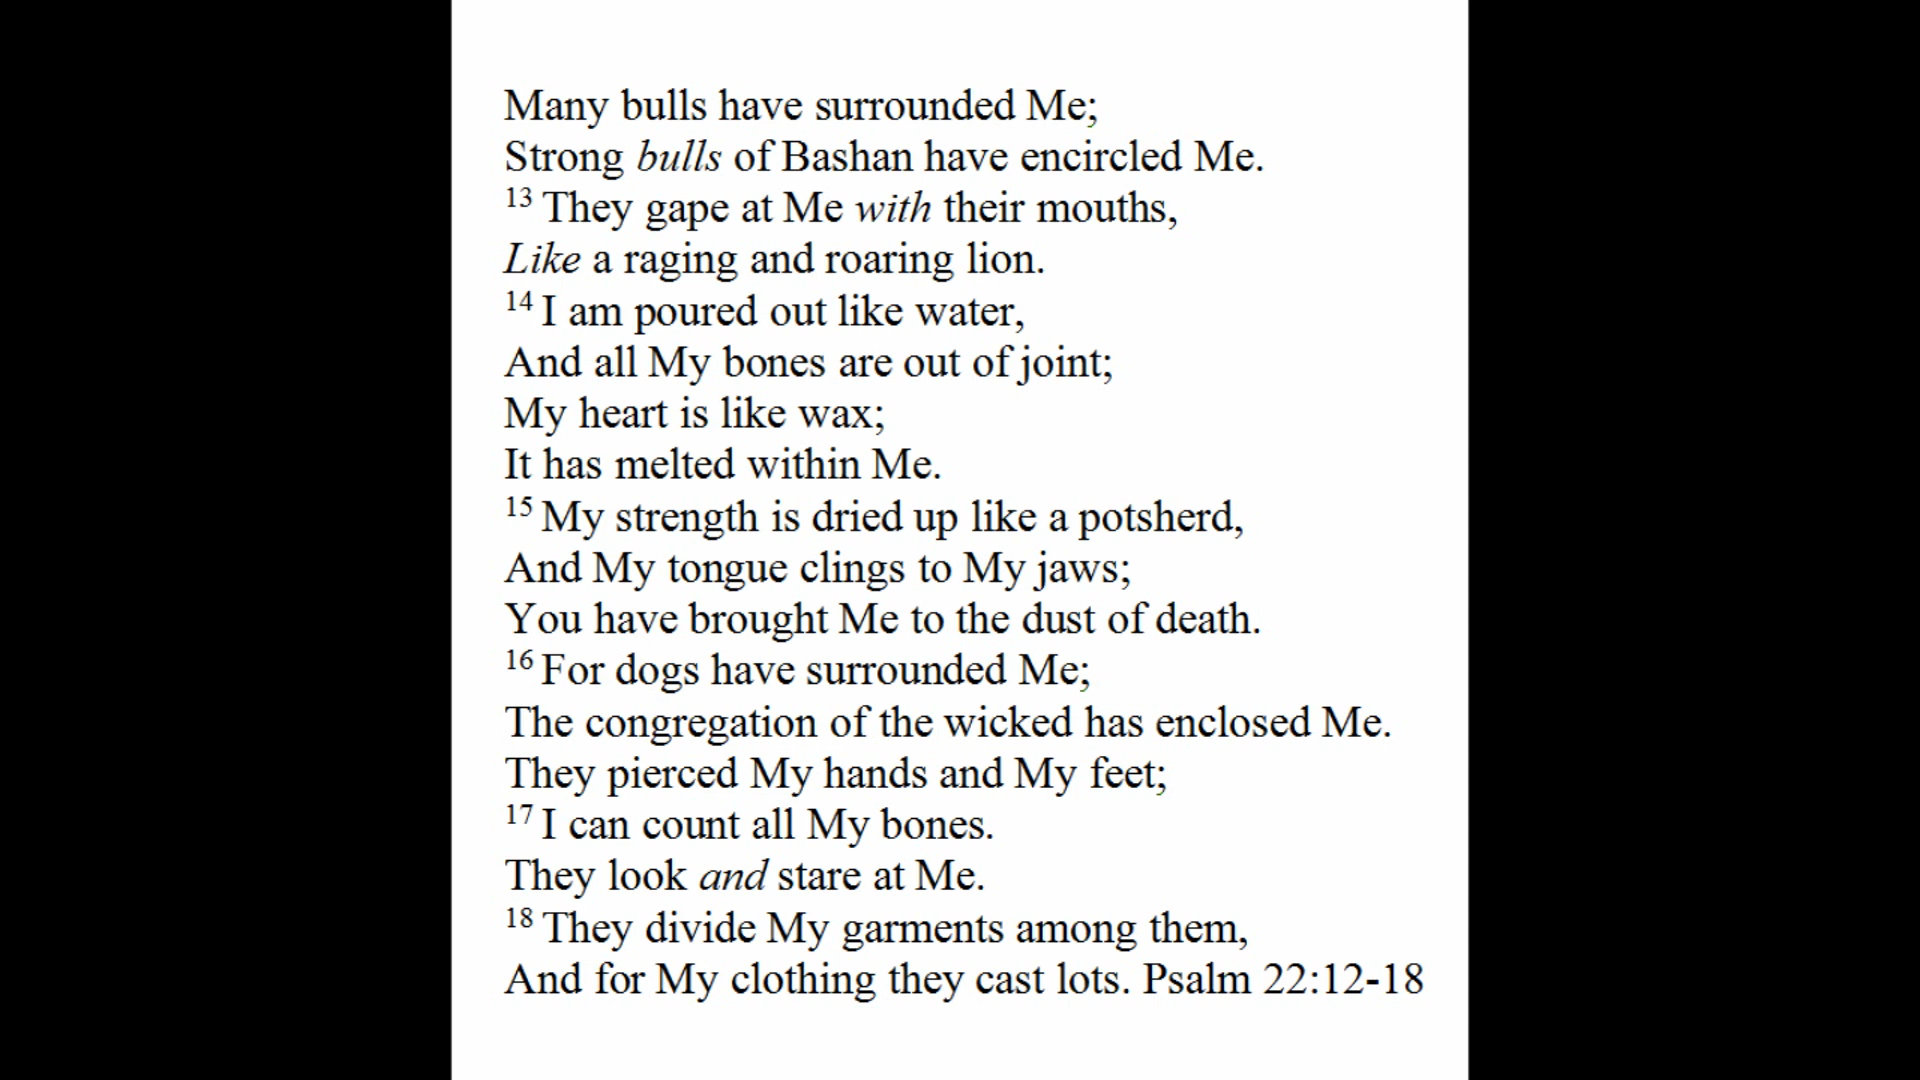 Many bulls have surrounded Me;
Strong bulls of Bashan have encircled Me.
13 They gape at Me with their mouths,
Like a raging and roaring lion.
14 I am poured out like water,
And all My bones are out of joint;
My heart is like wax;
It has melted within Me.
15 My strength is dried up like a potsherd,
And My tongue clings to My jaws;
You have brought Me to the dust of death.
16 For dogs have surrounded Me;
The congregation of the wicked has enclosed Me.
They pierced My hands and My feet;
17 I can count all My bones.
They look and stare at Me.
18 They divide My garments among them,
And for My clothing they cast lots. Psalm 22:12-18